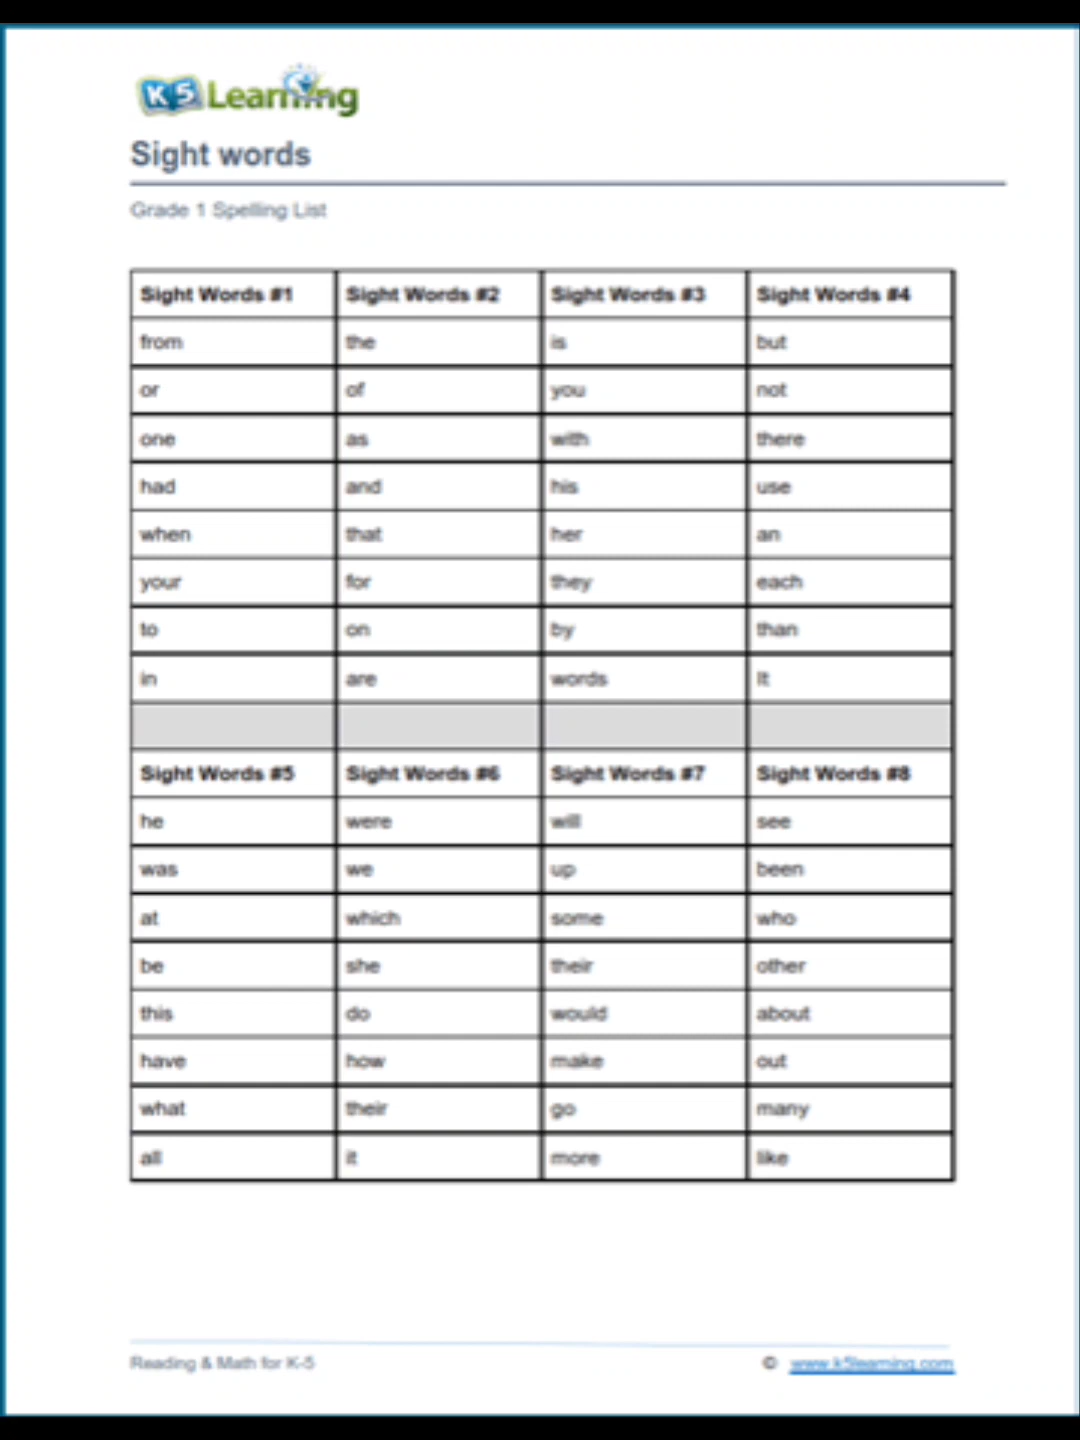 K5 Learning
Sight words
Grade 1 Spelling List
Sight Words #1 Sight Words #2 Sight Words #3 Sight Words #4
from the is but
or of you not
one as with there
had and his use
when that her an
your for they each
to on by than
in are words It
Sight Words #5 Sight Words #6 Sight Words #7 Sight Words #8
he were will see
was we up been
at which some who
be she their other
this do would about
have how make out
what their go many
all it more like
Reading & Math for K-5 © www.k5learning.com